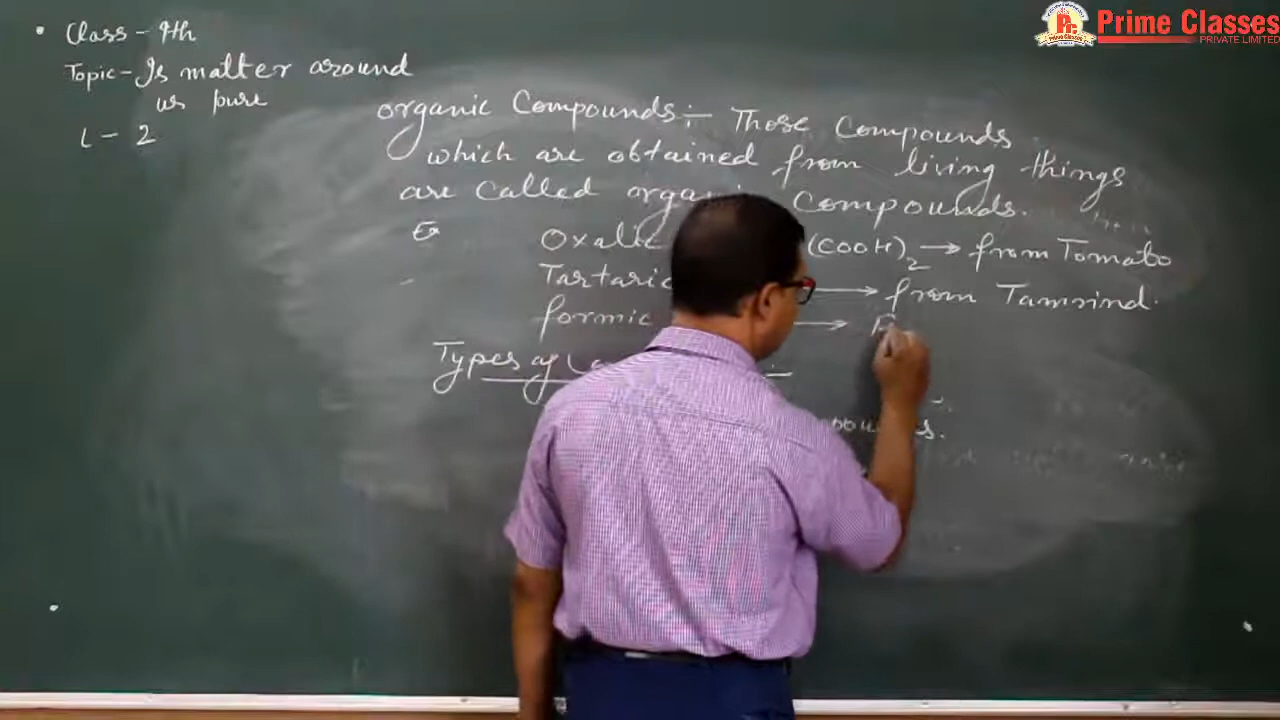 Prime Classes
PRIVATE LIMITED
• Class - 9th
Topic - Is matter around
us pure
L - 2
organic Compounds:- Those Compounds
which are obtained from living things
are called organic Compounds.
Ex Oxalic (COOH)2 → from Tomato
Tartaric → from Tamrind.
formic → F
Types of